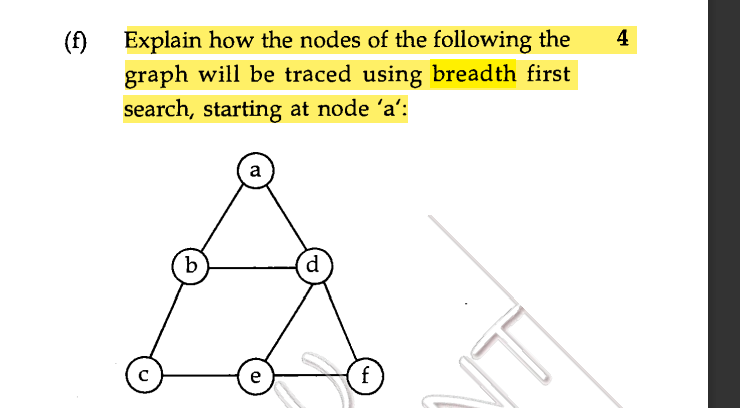 (f) Explain how the nodes of the following the 4
graph will be traced using breadth first
search, starting at node ‘a’:
a
b d
c e f
NT